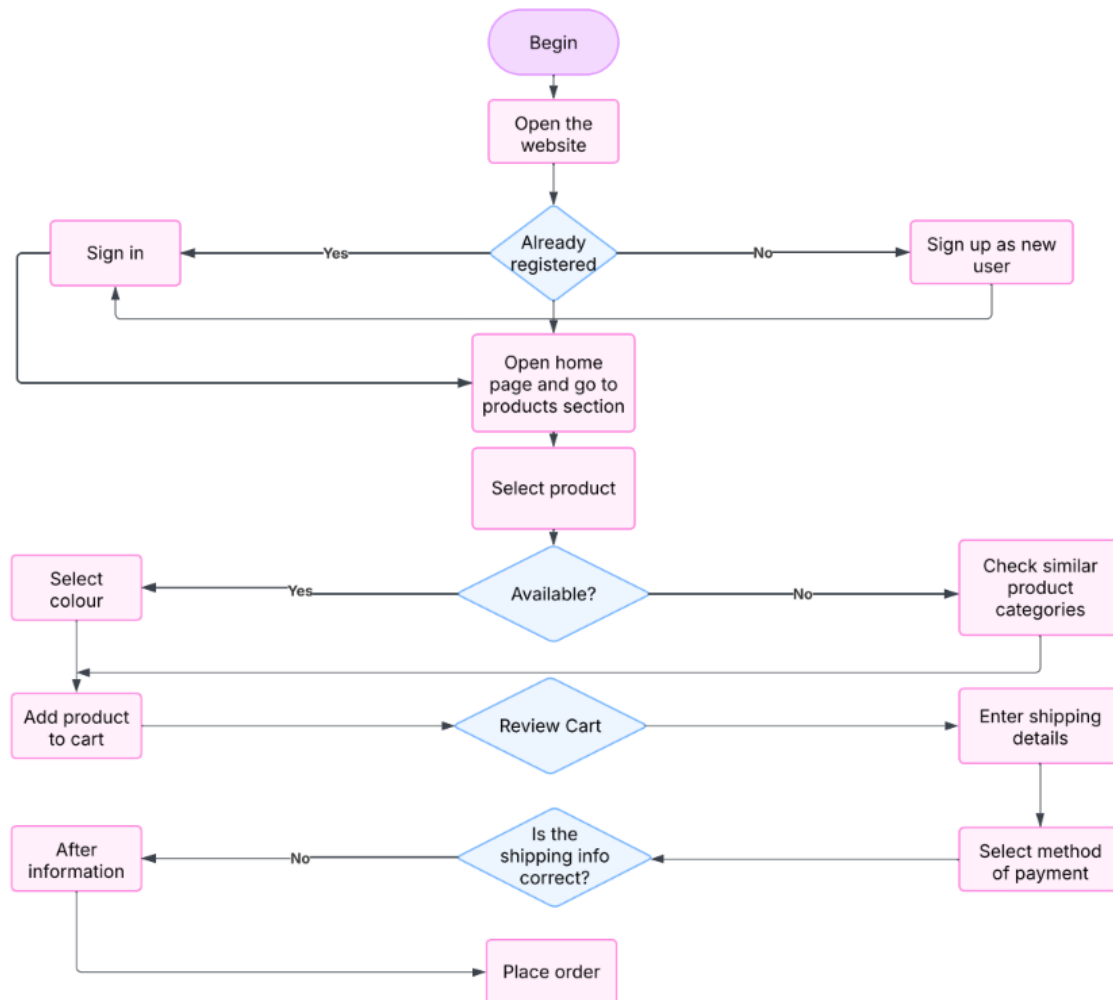 Begin
Open the
website
Already
registered
Yes
No
Sign in
Sign up as new
user
Open home
page and go to
products section
Select product
Available?
Yes
No
Select
colour
Check similar
product
categories
Add product
to cart
Review Cart
Enter shipping
details
After
information
No
Is the
shipping info
correct?
Select method
of payment
Place order